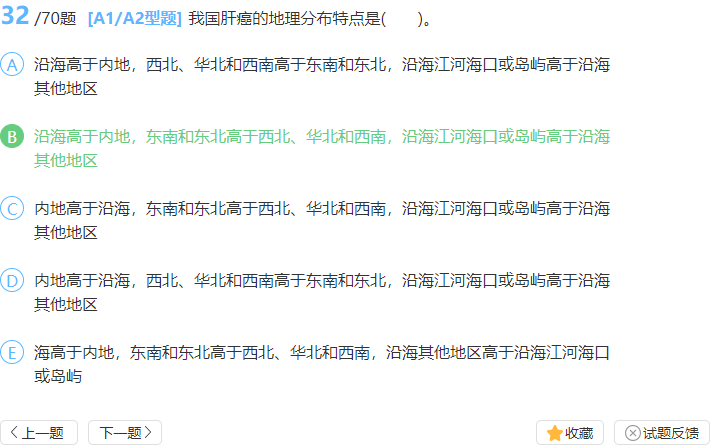 32 /70题 [A1/A2型题] 我国肝癌的地理分布特点是( )。
A 沿海高于内地，西北、华北和西南高于东南和东北，沿海江河海口或岛屿高于沿海
其他地区
B 沿海高于内地，东南和东北高于西北、华北和西南，沿海江河海口或岛屿高于沿海
其他地区
C 内地高于沿海，东南和东北高于西北、华北和西南，沿海江河海口或岛屿高于沿海
其他地区
D 内地高于沿海，西北、华北和西南高于东南和东北，沿海江河海口或岛屿高于沿海
其他地区
E 海高于内地，东南和东北高于西北、华北和西南，沿海其他地区高于沿海江河海口
或岛屿
上一题 下一题 收藏 试题反馈